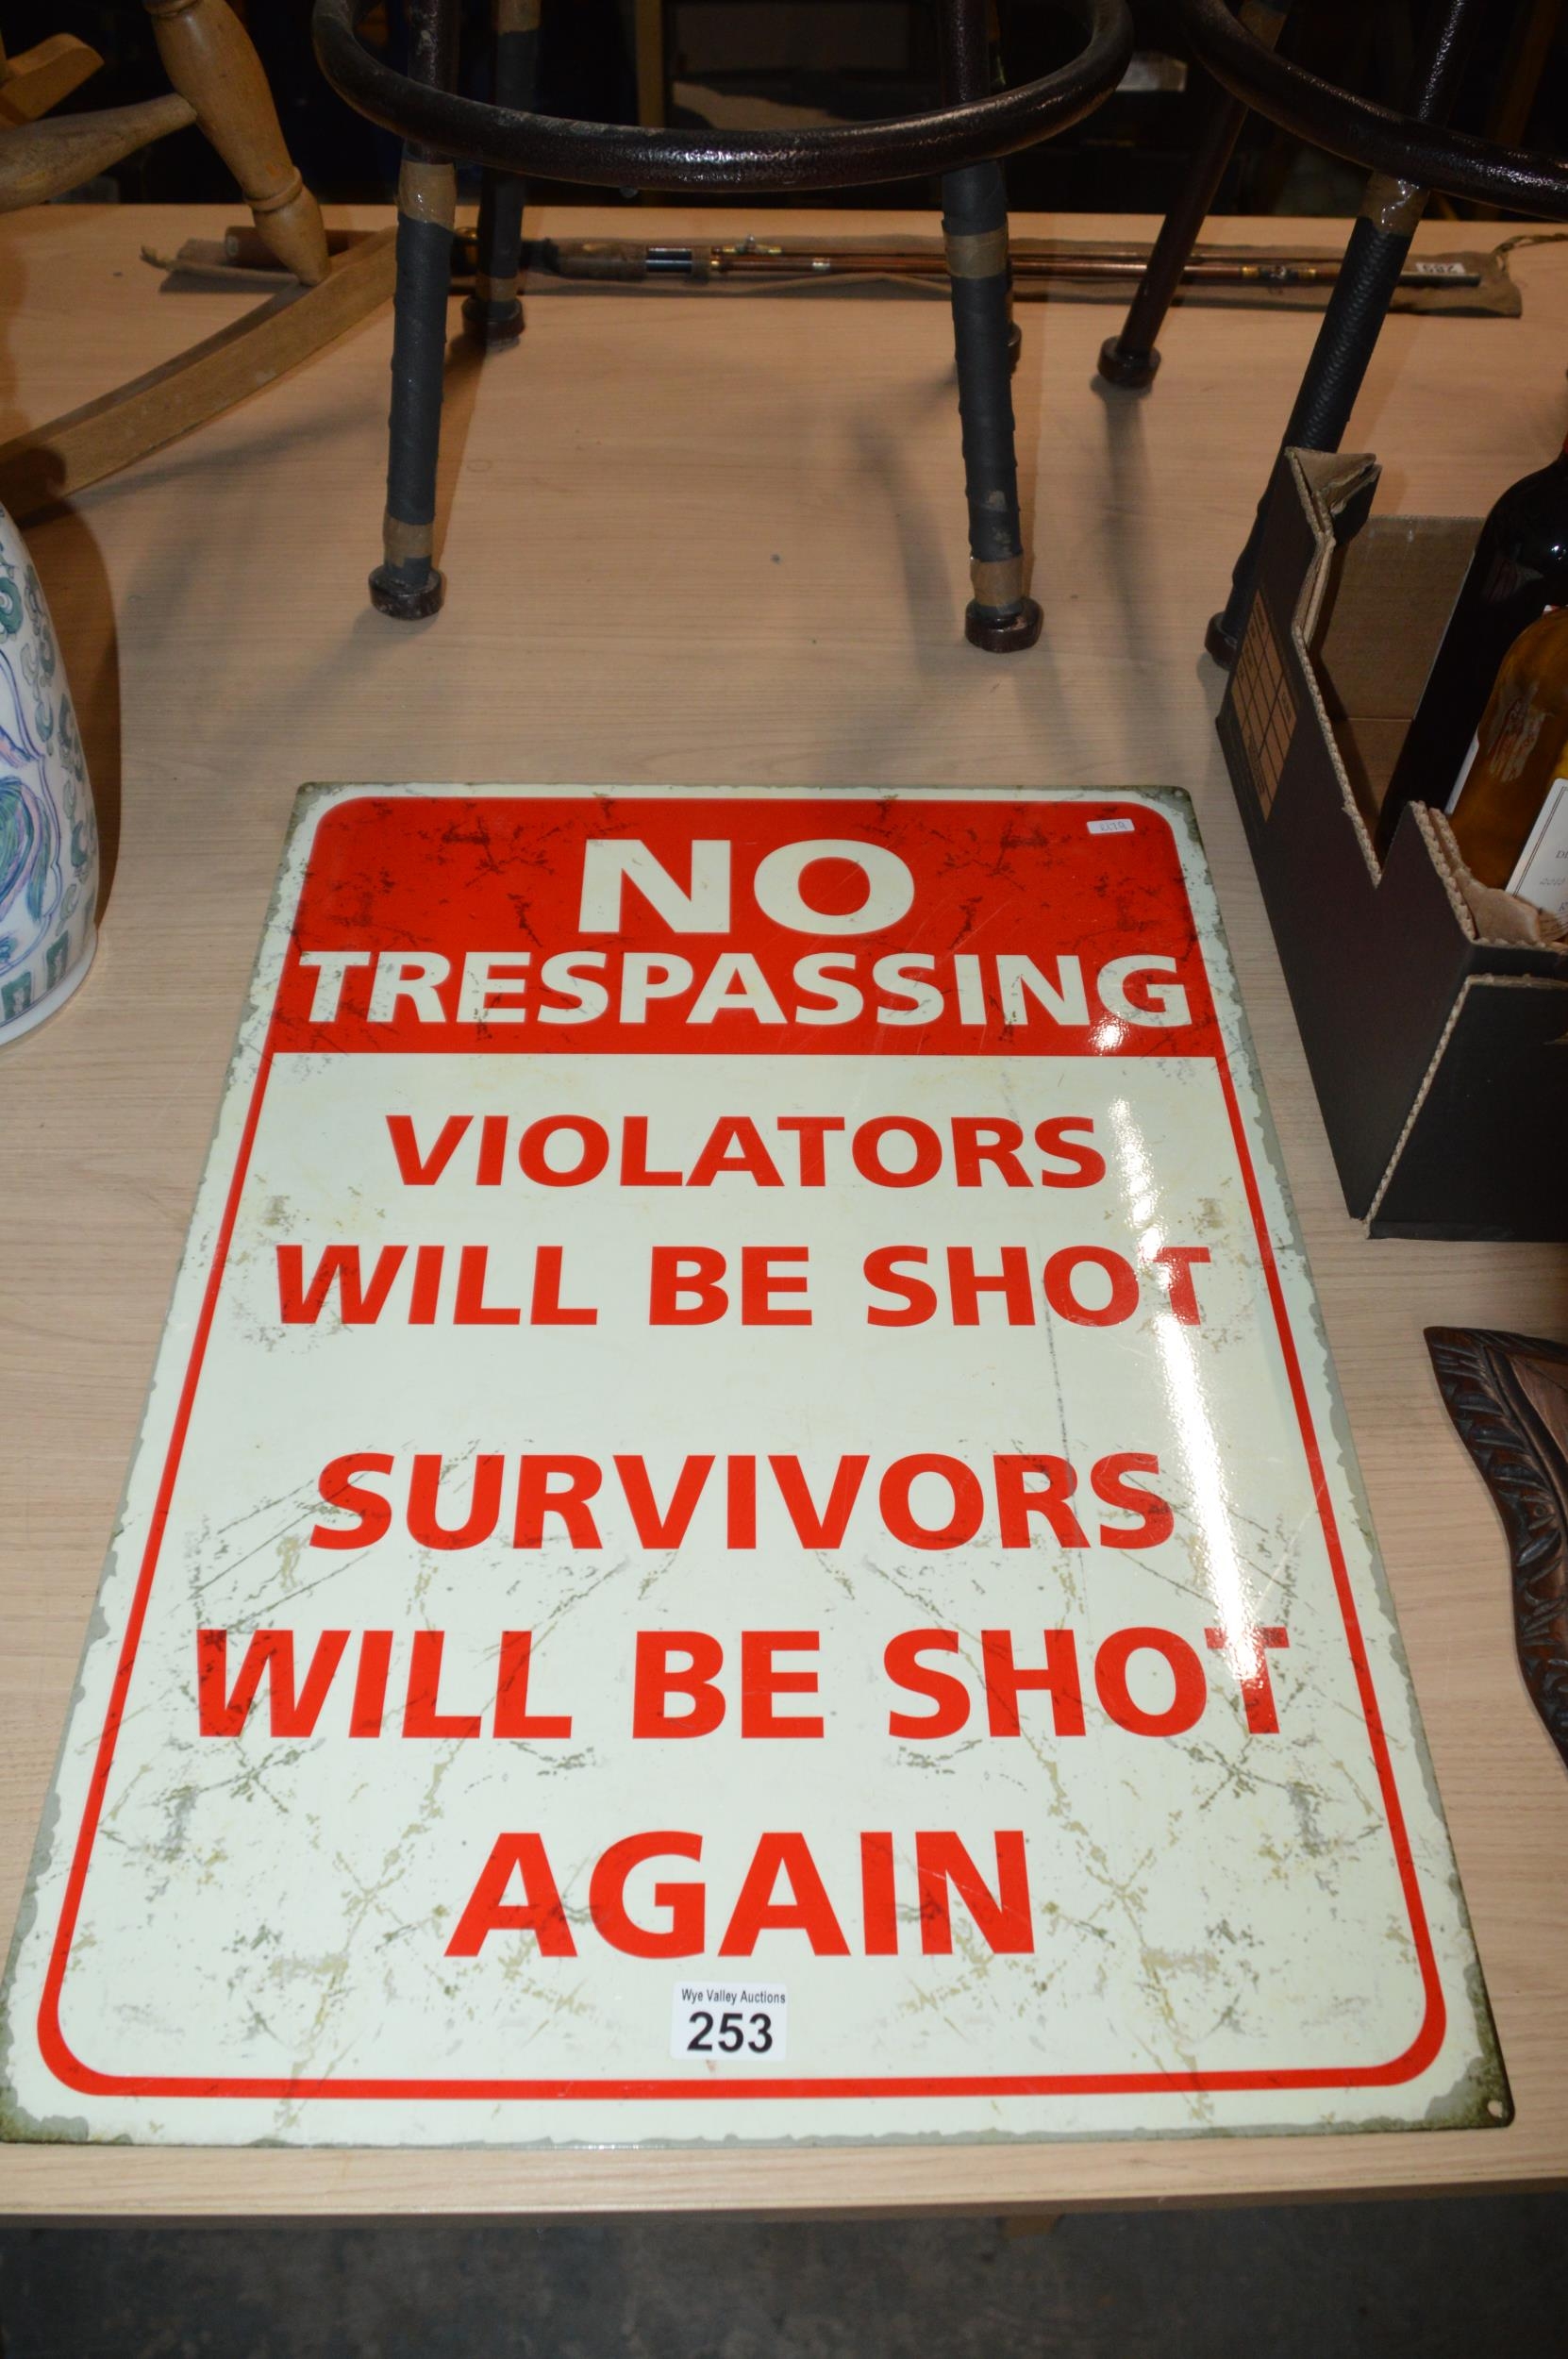 NO
TRESPASSING
VIOLATORS
WILL BE SHOT
SURVIVORS
WILL BE SHOT
AGAIN
Wye Valley Auctions
253